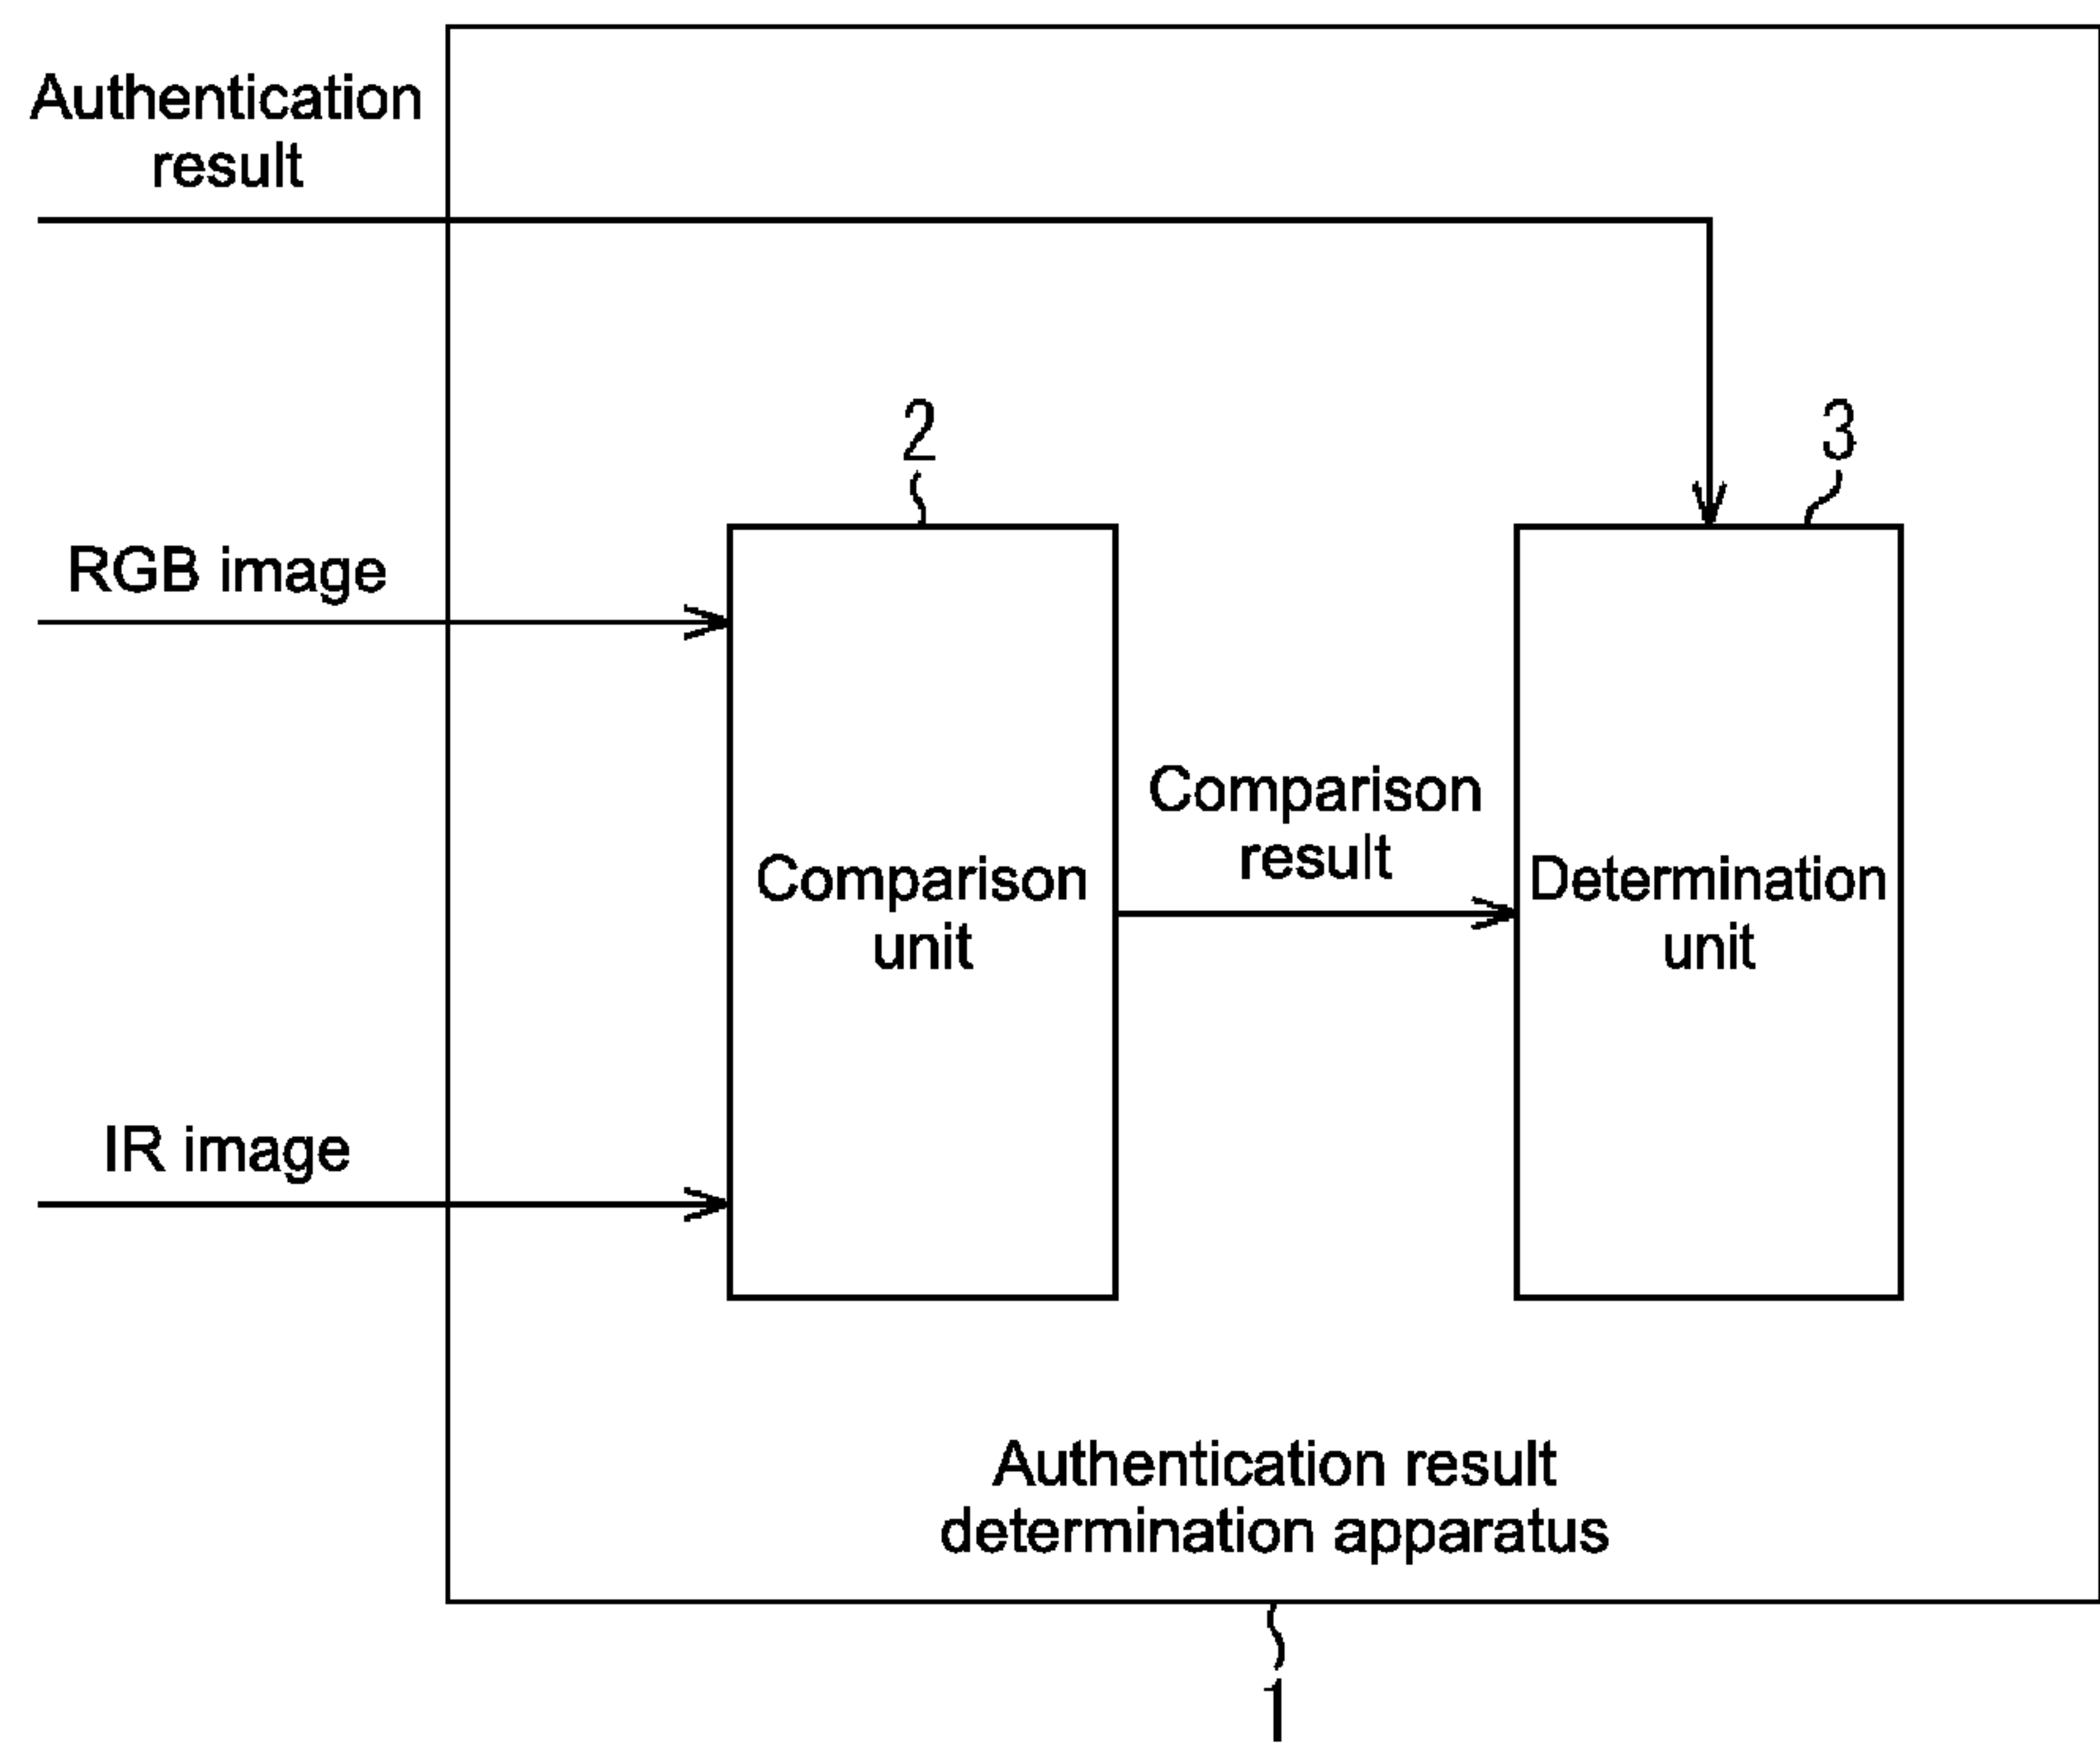 Authentication
result
2
3
RGB image
Comparison
result
Comparison
unit
Determination
unit
IR image
Authentication result
determination apparatus
1